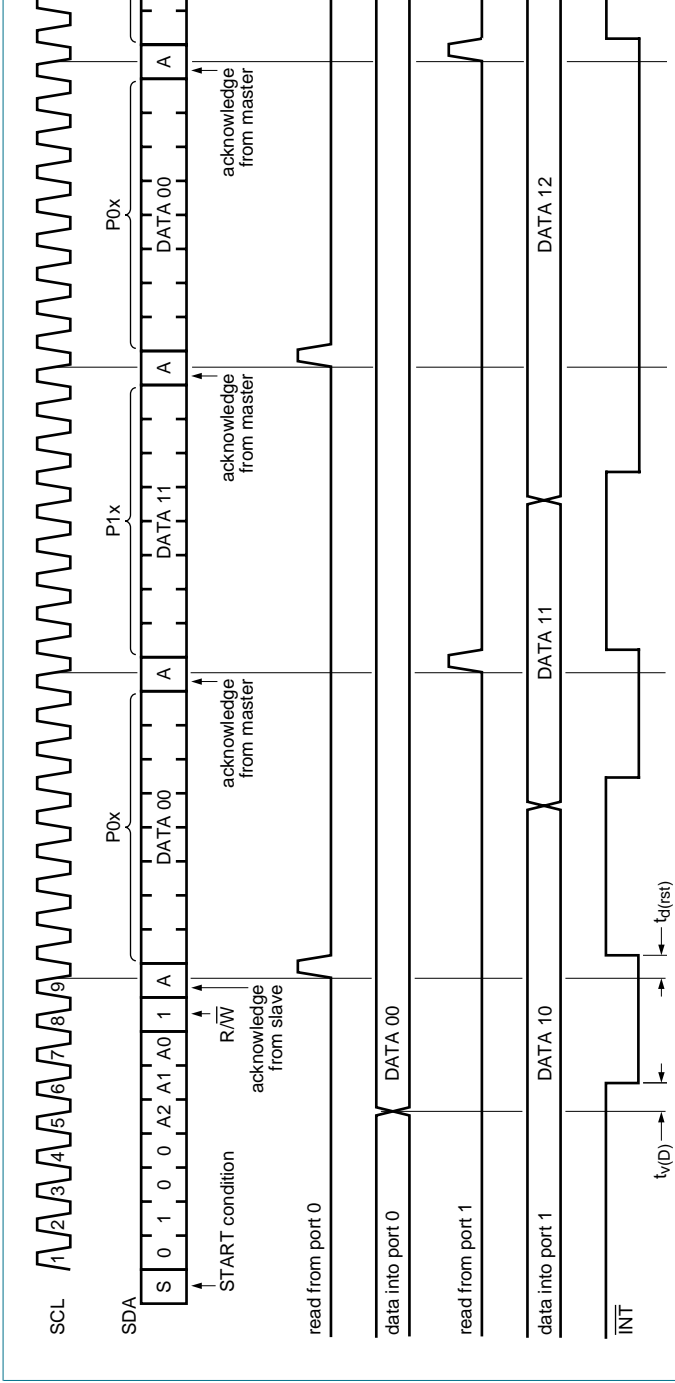 SCL
1 2 3 4 5 6 7 8 9
SDA
S 0 1 0 0 A2 A1 A0 1 A DATA 00 A DATA 11 A DATA 00 A
P0x
P1x
P0x
START condition
R/W
acknowledge
from slave
acknowledge
from master
acknowledge
from master
acknowledge
from master
read from port 0
data into port 0
DATA 00
read from port 1
data into port 1
DATA 10
DATA 11
DATA 12
INT
tv(D)
td(rst)